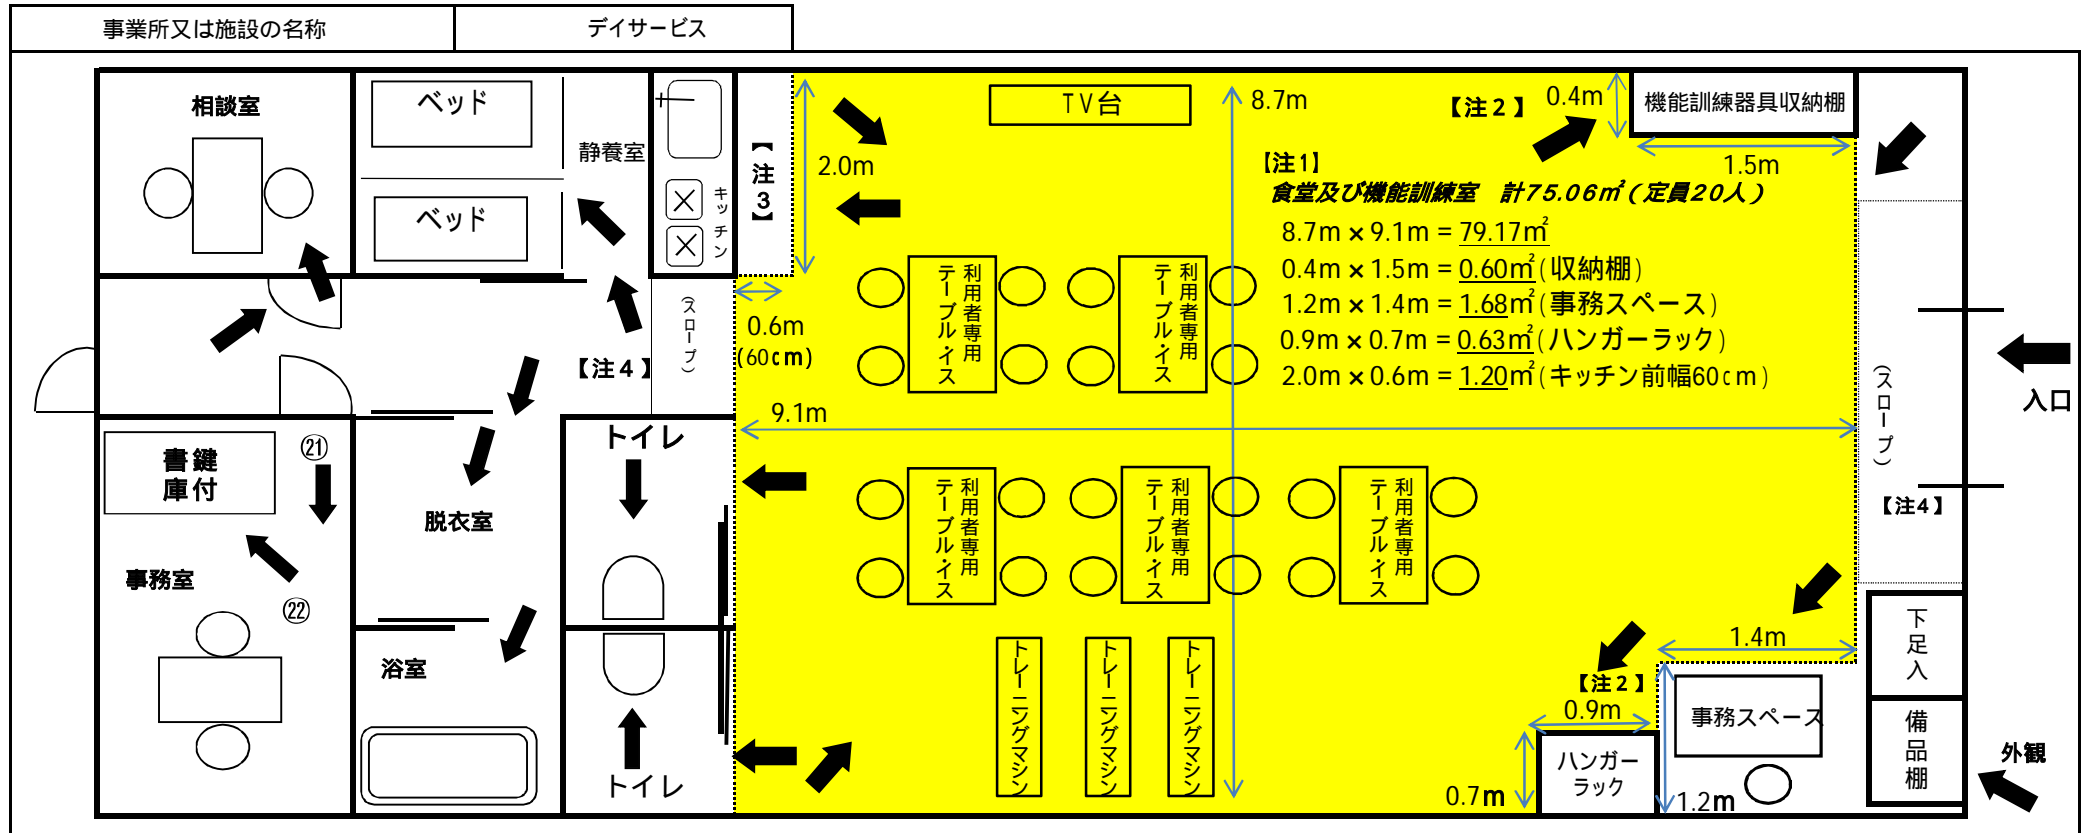 事業所又は施設の名称
デイサービス
相談室
ベッド
ベッド
静養室
キッチン
【注3】
2.0m
TV台
8.7m
【注2】
0.4m
機能訓練器具収納棚
1.5m
【注1】
食堂及び機能訓練室 計75.06㎡(定員20人)
8.7m×9.1m=79.17㎡
0.4m×1.5m=0.60㎡(収納棚)
1.2m×1.4m=1.68㎡(事務スペース)
0.9m×0.7m=0.63㎡(ハンガーラック)
2.0m×0.6m=1.20㎡(キッチン前幅60cm)
利用者専用
テーブル・イス
利用者専用
テーブル・イス
(スロープ)
0.6m
(60cm)
【注4】
9.1m
(スロープ)
入口
【注4】
書鍵
庫付
㉑
㉒
事務室
脱衣室
浴室
トイレ
トイレ
利用者専用
テーブル・イス
利用者専用
テーブル・イス
利用者専用
テーブル・イス
トレーニングマシン
トレーニングマシン
トレーニングマシン
1.4m
【注2】
0.9m
0.7m
ハンガー
ラック
1.2m
事務スペース
下足入
備品棚
外観